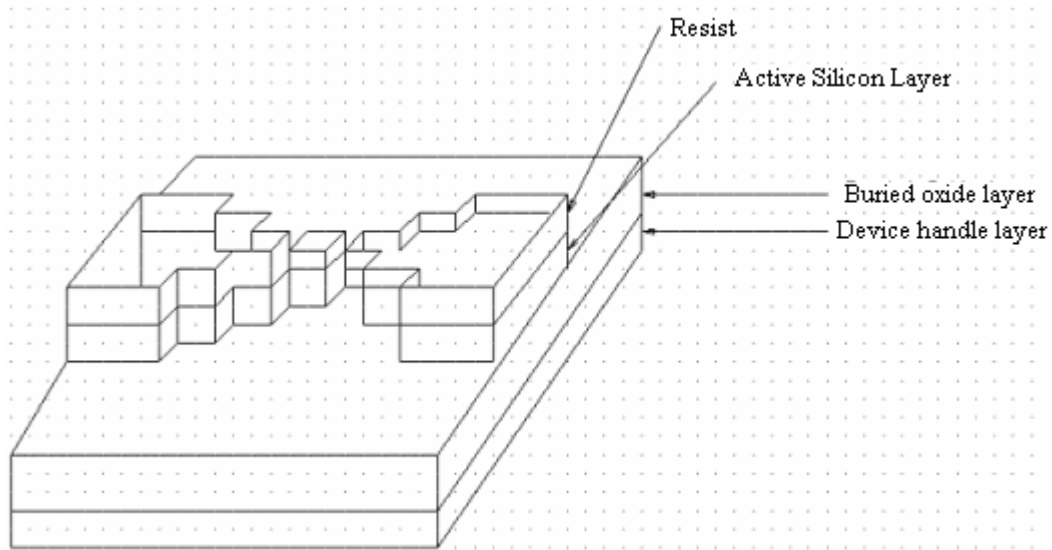 Resist
Active Silicon Layer
Buried oxide layer
Device handle layer